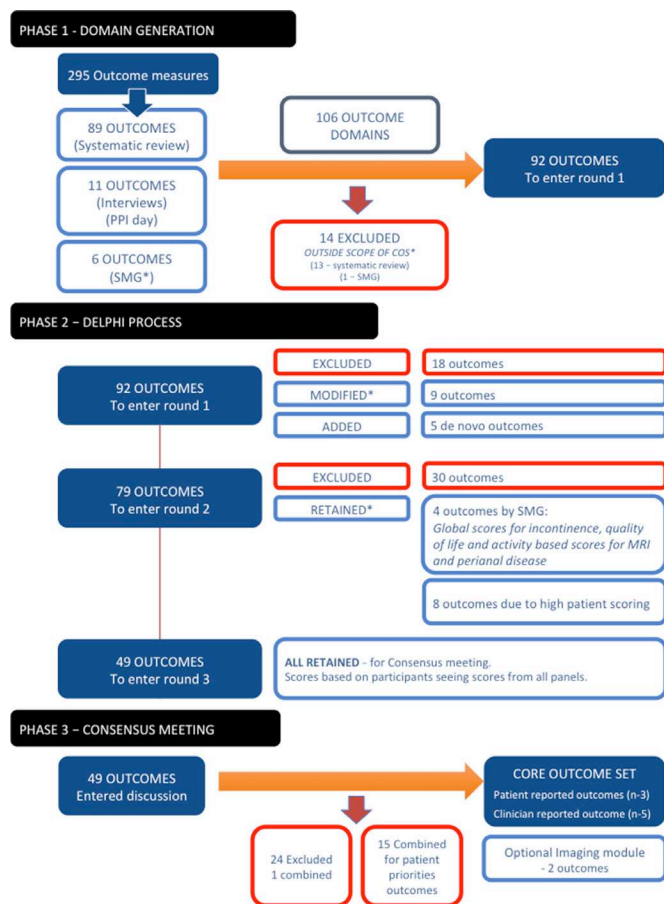 PHASE 1 - DOMAIN GENERATION
295 Outcome measures
89 OUTCOMES
(Systematic review)
11 OUTCOMES
(Interviews)
(PPI day)
6 OUTCOMES
(SMG*)
106 OUTCOME
DOMAINS
14 EXCLUDED
OUTSIDE SCOPE OF COS*
(13 – systematic review)
(1 – SMG)
92 OUTCOMES
To enter round 1
PHASE 2 – DELPHI PROCESS
92 OUTCOMES
To enter round 1
EXCLUDED
18 outcomes
MODIFIED*
9 outcomes
ADDED
5 de novo outcomes
79 OUTCOMES
To enter round 2
EXCLUDED
30 outcomes
RETAINED*
4 outcomes by SMG:
Global scores for incontinence, quality
of life and activity based scores for MRI
and perianal disease
8 outcomes due to high patient scoring
49 OUTCOMES
To enter round 3
ALL RETAINED - for Consensus meeting.
Scores based on participants seeing scores from all panels.
PHASE 3 – CONSENSUS MEETING
49 OUTCOMES
Entered discussion
24 Excluded
1 combined
15 Combined
for patient
priorities
outcomes
CORE OUTCOME SET
Patient reported outcomes (n-3)
Clinician reported outcome (n-5)
Optional Imaging module
- 2 outcomes